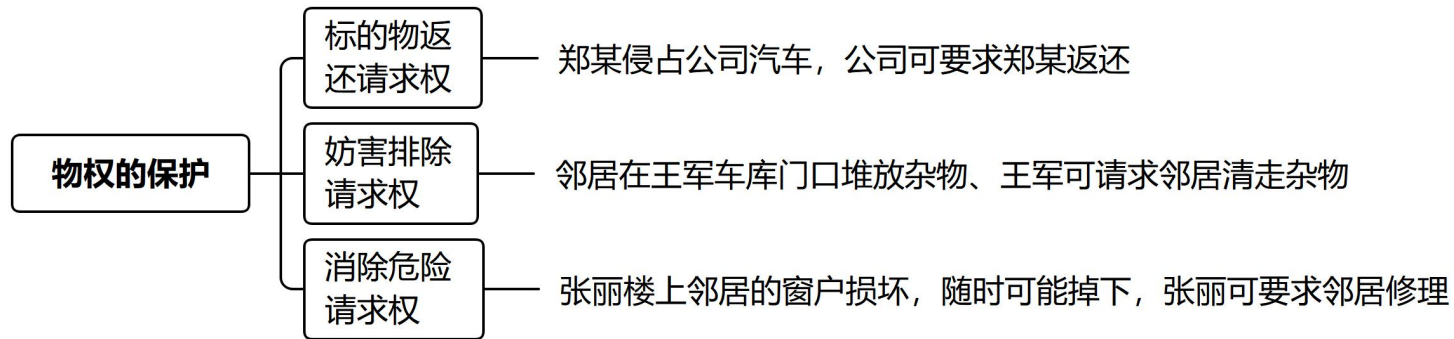 物权的保护
标的物返
还请求权
郑某侵占公司汽车，公司可要求郑某返还
妨害排除
请求权
邻居在王军车库门口堆放杂物、王军可请求邻居清走杂物
消除危险
请求权
张丽楼上邻居的窗户损坏，随时可能掉下，张丽可要求邻居修理